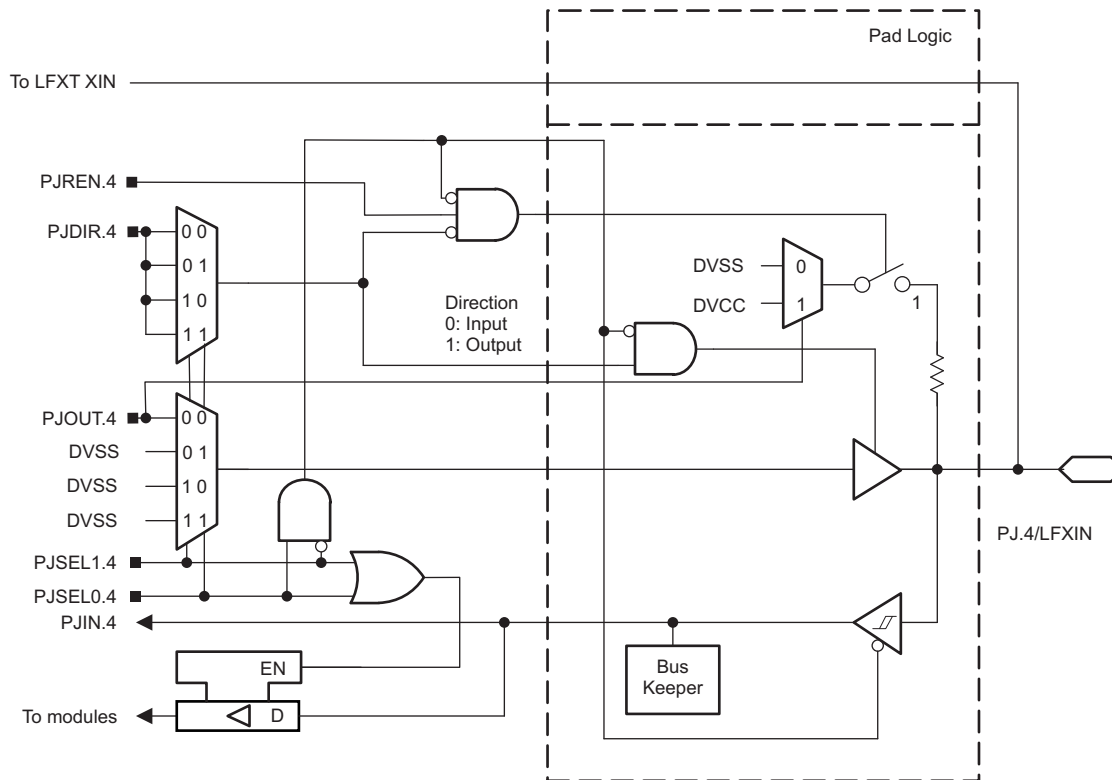 Pad Logic
To LFXT XIN
PJREN.4
PJDIR.4
0 0
0 1
1 0
1 1
DVSS
0
DVCC
1
1
Direction
0: Input
1: Output
PJOUT.4
0 0
DVSS
0 1
DVSS
1 0
DVSS
1 1
PJSEL1.4
PJSEL0.4
PJIN.4
PJ.4/LFXIN
Bus
Keeper
EN
D
To modules